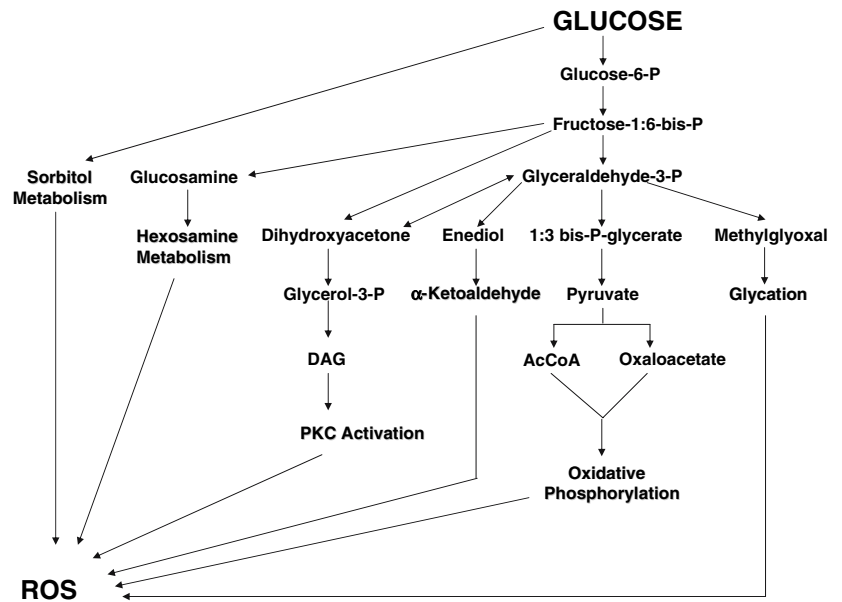 GLUCOSE
Glucose-6-P
Fructose-1:6-bis-P
Sorbitol
Metabolism
Glucosamine
Glyceraldehyde-3-P
Hexosamine
Metabolism
Dihydroxyacetone
Enediol
1:3 bis-P-glycerate
Methylglyoxal
Glycerol-3-P
α-Ketoaldehyde
Pyruvate
Glycation
DAG
AcCoA
Oxaloacetate
PKC Activation
Oxidative
Phosphorylation
ROS